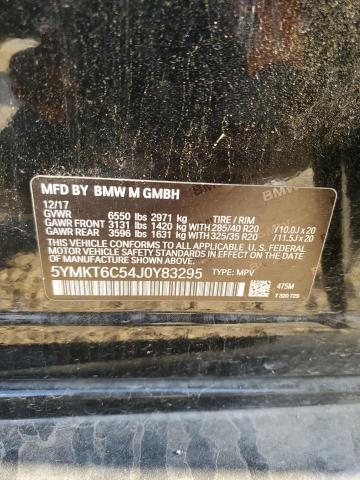 MFD BY BMW M GMBH
12/17
GVWR 6550 lbs 2971 kg TIRE / RIM
GAWR FRONT 3131 lbs 1420 kg WITH 285/40 R20 /10.0J x 20
GAWR REAR 3596 lbs 1631 kg WITH 325/35 R20 /11.5J x 20
THIS VEHICLE CONFORMS TO ALL APPLICABLE U.S. FEDERAL
MOTOR VEHICLE SAFETY STANDARDS IN EFFECT ON THE
DATE OF MANUFACTURE SHOWN ABOVE.
5YMKT6C54J0Y83295 TYPE: MPV
475M
7 320 729